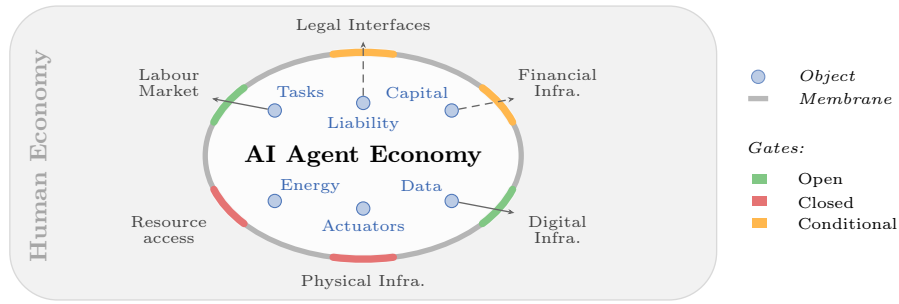 Human Economy
Legal Interfaces
Labour
Market
Financial
Infra.
Tasks
Capital
Liability
AI Agent Economy
Energy
Data
Actuators
Resource
access
Digital
Infra.
Physical Infra.
Object
Membrane
Gates:
Open
Closed
Conditional